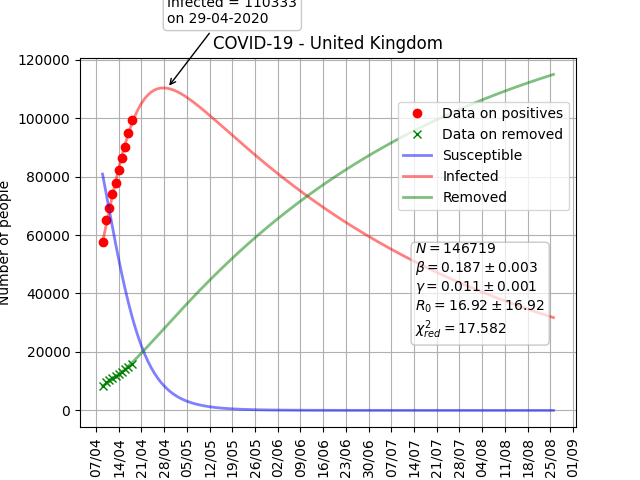 Infected = 110333
on 29-04-2020
COVID-19 - United Kingdom
120000
100000
80000
60000
40000
20000
0
Number of people
Data on positives
Data on removed
Susceptible
Infected
Removed
N = 146719
β = 0.187 ± 0.003
γ = 0.011 ± 0.001
R₀ = 16.92 ± 16.92
χ²_red = 17.582
07/04
14/04
21/04
28/04
05/05
12/05
19/05
26/05
02/06
09/06
16/06
23/06
30/06
07/07
14/07
21/07
28/07
04/08
11/08
18/08
25/08
01/09